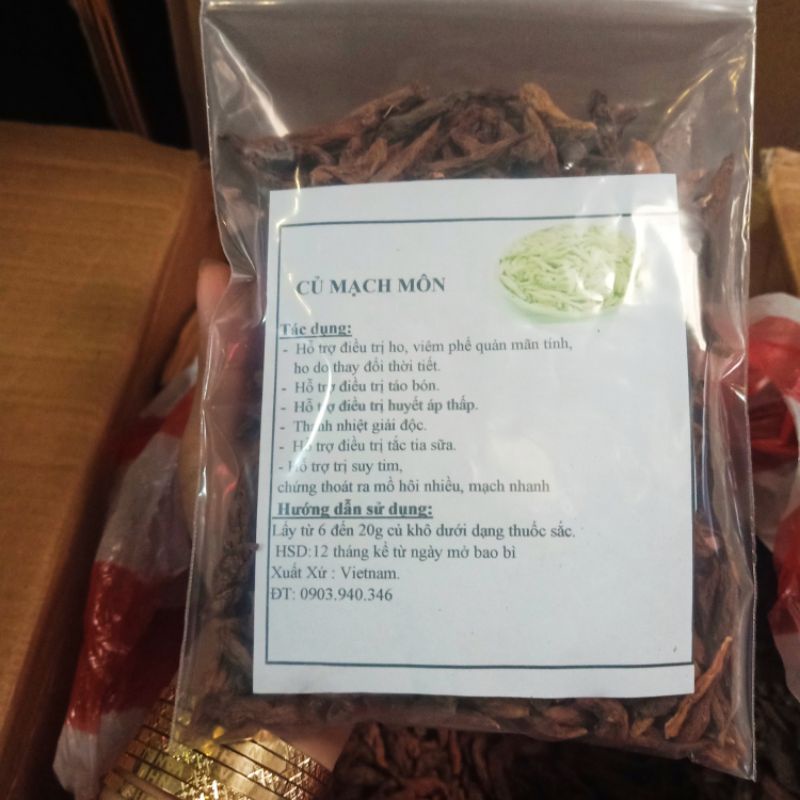 CỦ MẠCH MÔN
Tác dụng:
- Hỗ trợ điều trị ho, viêm phế quản mãn tính,
ho do thay đổi thời tiết.
- Hỗ trợ điều trị táo bón.
- Hỗ trợ điều trị huyết áp thấp.
- Thanh nhiệt giải độc.
- Hỗ trợ điều trị tắc tia sữa.
- Hỗ trợ trị suy tim,
chứng thoát ra mồ hôi nhiều, mạch nhanh
Hướng dẫn sử dụng:
Lấy từ 6 đến 20g củ khô dưới dạng thuốc sắc.
HSD:12 tháng kể từ ngày mở bao bì
Xuất Xứ : Vietnam.
ĐT: 0903.940.346